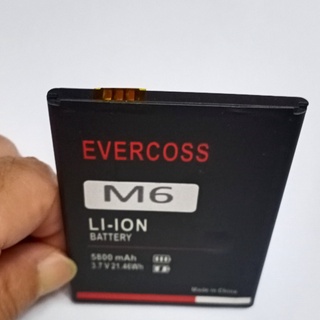 EVERCOSS
M6
LI-ION
BATTERY
5800 mAh
3.7 V 21.46Wh
Made in China